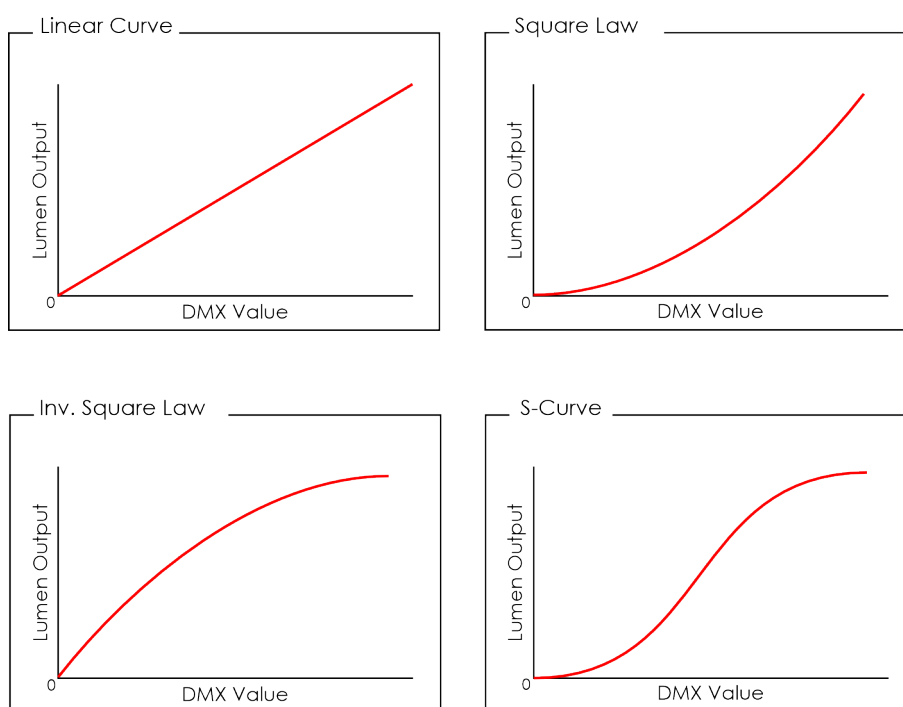 Linear Curve
Lumen Output
0
DMX Value
Square Law
Lumen Output
0
DMX Value
Inv. Square Law
Lumen Output
0
DMX Value
S-Curve
Lumen Output
0
DMX Value